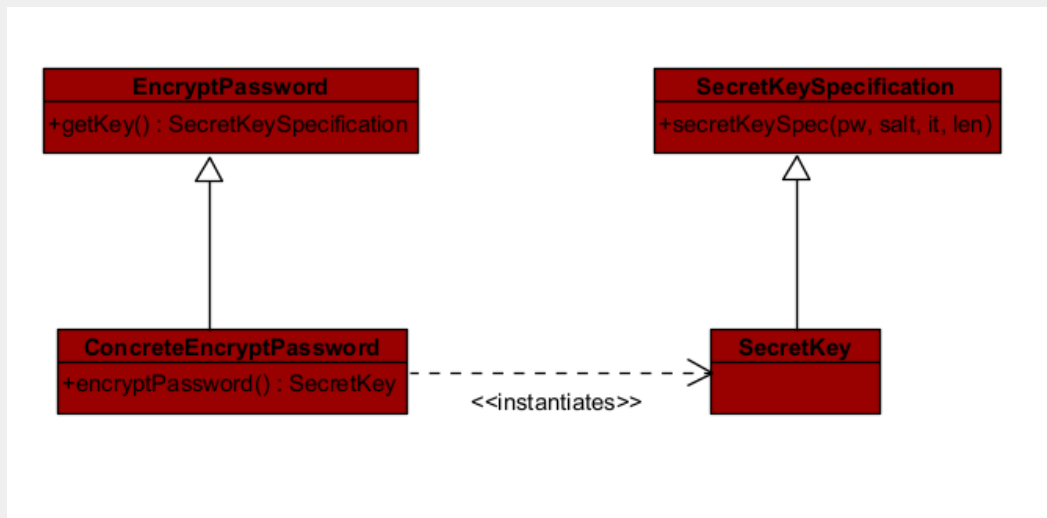 EncryptPassword
+getKey() : SecretKeySpecification
SecretKeySpecification
+secretKeySpec(pw, salt, it, len)
ConcreteEncryptPassword
+encryptPassword() : SecretKey
<<instantiates>>
SecretKey